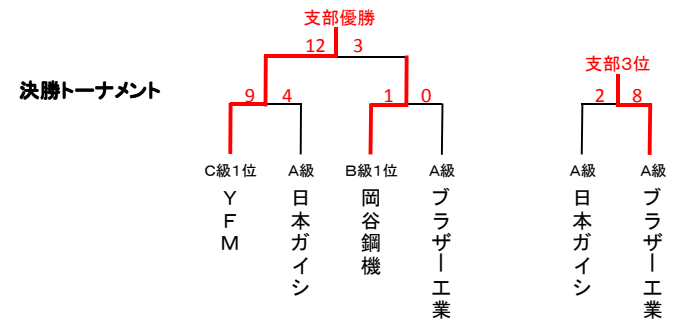 支部優勝
12 3
支部3位
決勝トーナメント
9 4
1 0
2 8
C級1位 A級 B級1位 A級
A級 A級
YFM
日本ガイシ
岡谷鋼機
ブラザー工業
日本ガイシ
ブラザー工業